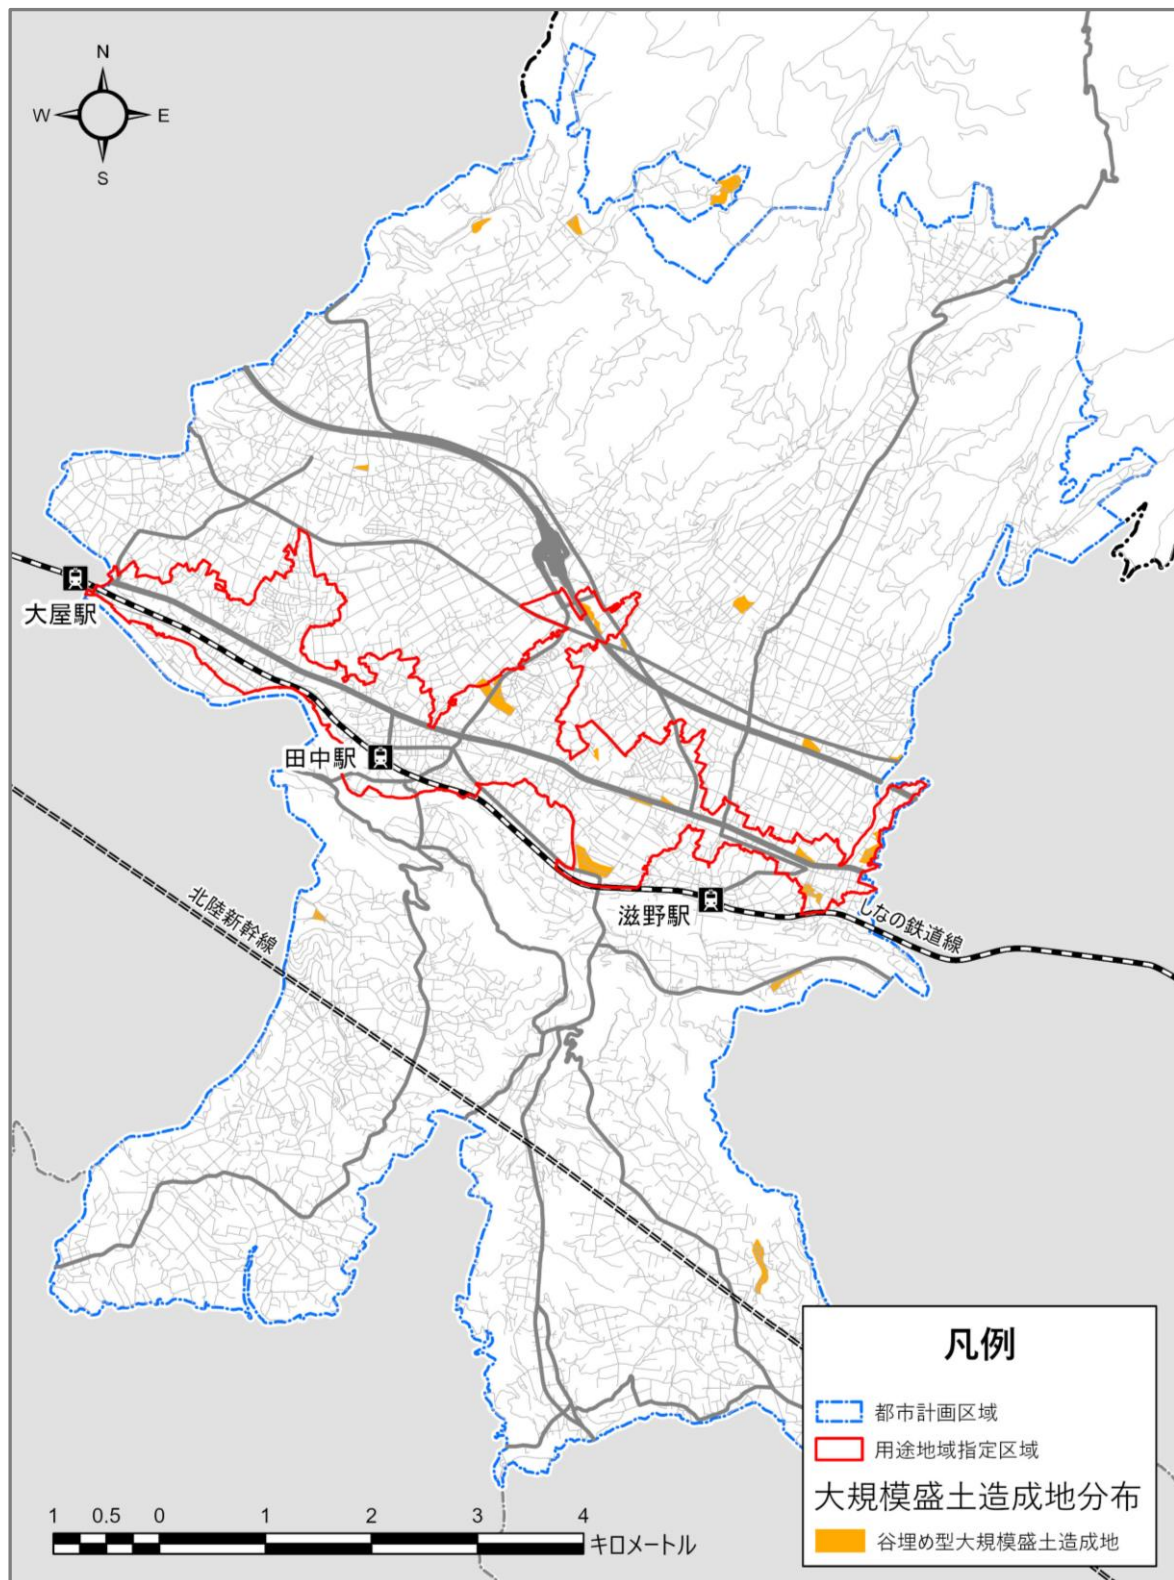 N
W E
S
大屋駅
田中駅
滋野駅
しなの鉄道線
北陸新幹線
凡例
都市計画区域
用途地域指定区域
大規模盛土造成地分布
谷埋め型大規模盛土造成地
1 0.5 0 1 2 3 4
キロメートル